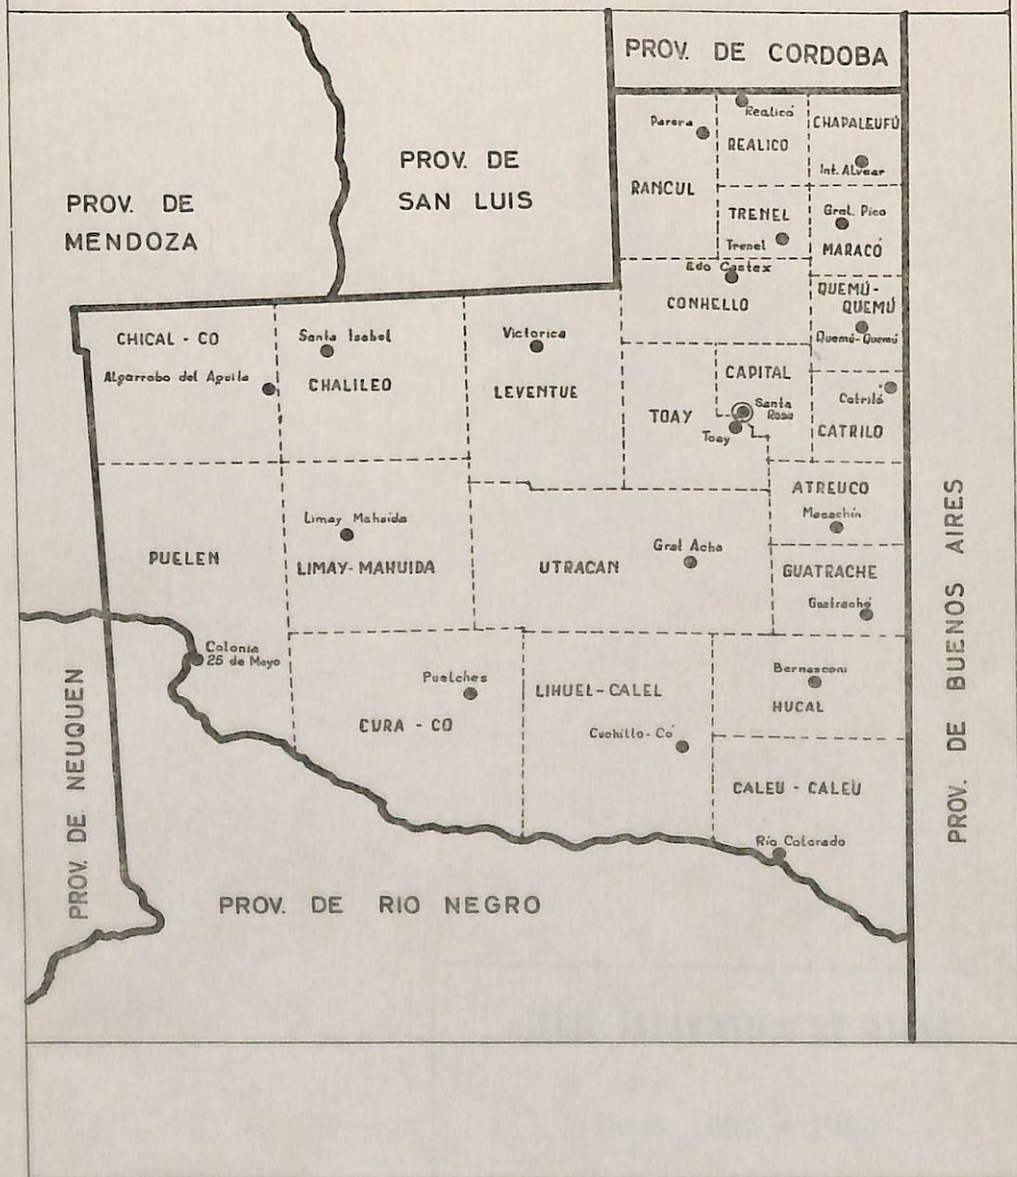 PROV. DE CORDOBA
PROV. DE
SAN LUIS
PROV. DE
MENDOZA
Parera
RANCUL
Realicó
REALICO
CHAPALEUFÚ
Int. Alvear
TRENEL
Trenel
Gral. Pico
MARACÓ
Edo Castex
CONHELLO
QUEMÚ-
QUEMÚ
Quemú-Quemú
CHICAL - CO
Algarrobo del Aguila
Santa Isabel
CHALILEO
Victorica
LEVENTUE
TOAY
Toay
CAPITAL
Santa
Rosa
Catriló
CATRILO
ATREUCO
Macachín
PUELEN
Limay Mahuida
LIMAY-MAHUIDA
UTRACAN
Gral Acha
GUATRACHE
Guatraché
Colonia
25 de Mayo
Puelches
CURA - CO
LIHUEL-CALEL
Cuchillo-Có
Bernasconi
HUCAL
CALEU - CALEU
Río Colorado
PROV. DE NEUQUEN
PROV. DE RIO NEGRO
PROV. DE BUENOS AIRES